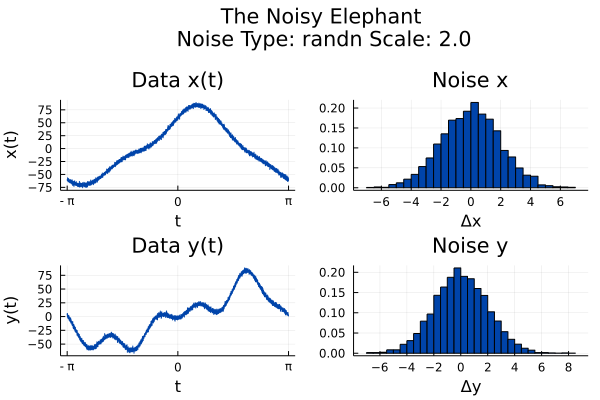 The Noisy Elephant
Noise Type: randn Scale: 2.0
Data x(t)
x(t)
75
50
25
0
−25
−50
−75
- π
0
π
t
Noise x
0.20
0.15
0.10
0.05
0.00
−6
−4
−2
0
2
4
6
Δx
Data y(t)
y(t)
75
50
25
0
−25
−50
- π
0
π
t
Noise y
0.20
0.15
0.10
0.05
0.00
−6
−4
−2
0
2
4
6
8
Δy